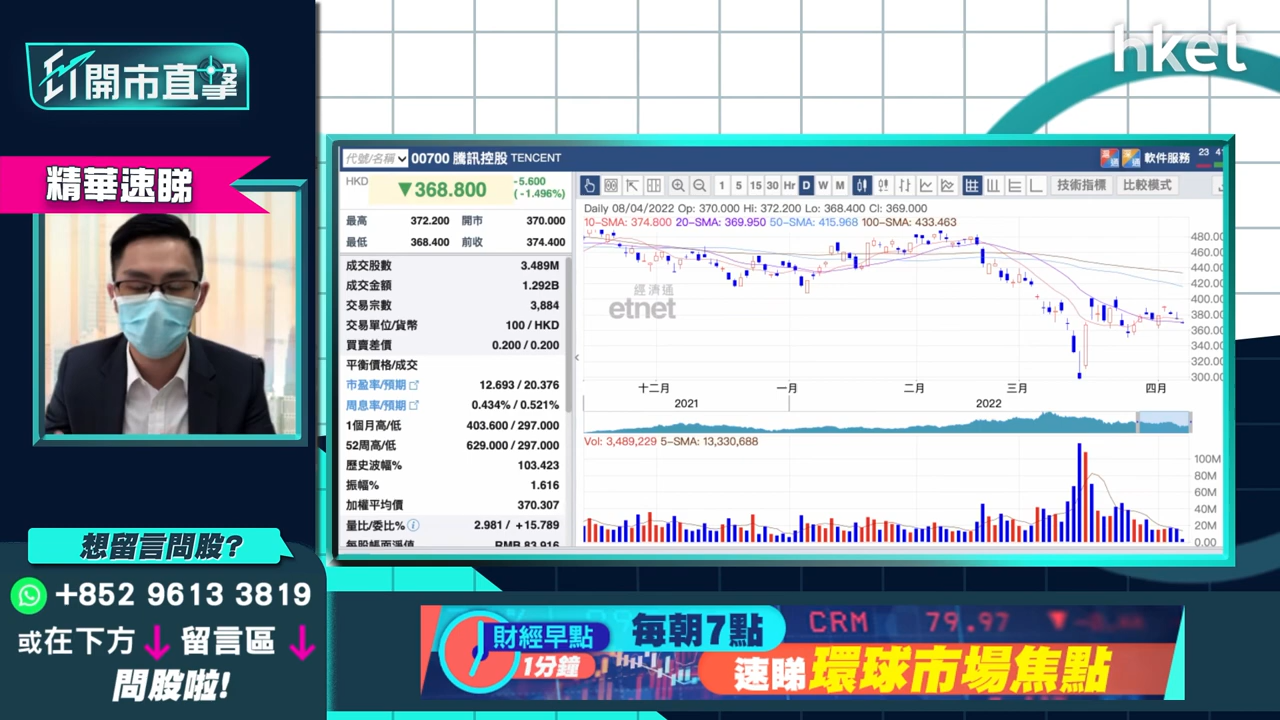 hket
ET開市直擊
精華速睇
代號/名稱 00700 騰訊控股 TENCENT
軟件服務
23
HKD
▼368.800
-5.600
(-1.496%)
最高 372.200 開市 370.000
最低 368.400 前收 374.400
成交股數 3.489M
成交金額 1.292B
交易宗數 3,884
交易單位/貨幣 100 / HKD
買賣差價 0.200 / 0.200
平衡價格/成交
市盈率/預期 12.693 / 20.376
周息率/預期 0.434% / 0.521%
1個月高/低 403.600 / 297.000
52周高/低 629.000 / 297.000
歷史波幅% 103.423
振幅% 1.616
加權平均價 370.307
量比/委比% 2.981 / +15.789
每股帳面淨值 RMB 83.916
1 5 15 30 Hr D W M
技術指標 比較模式
Daily 08/04/2022 Op: 370.000 Hi: 372.200 Lo: 368.400 Cl: 369.000
10-SMA: 374.800 20-SMA: 369.950 50-SMA: 415.968 100-SMA: 433.463
480.00
460.00
440.00
420.00
400.00
380.00
360.00
340.00
320.00
300.00
經濟通
etnet
十二月 一月 二月 三月 四月
2021 2022
Vol: 3,489,229 5-SMA: 13,330,688
100M
80M
60M
40M
20M
0.00
想留言問股?
+852 9613 3819
或在下方↓留言區↓
問股啦!
財經早點
1分鐘
每朝7點
速睇環球市場焦點
CRM 79.97